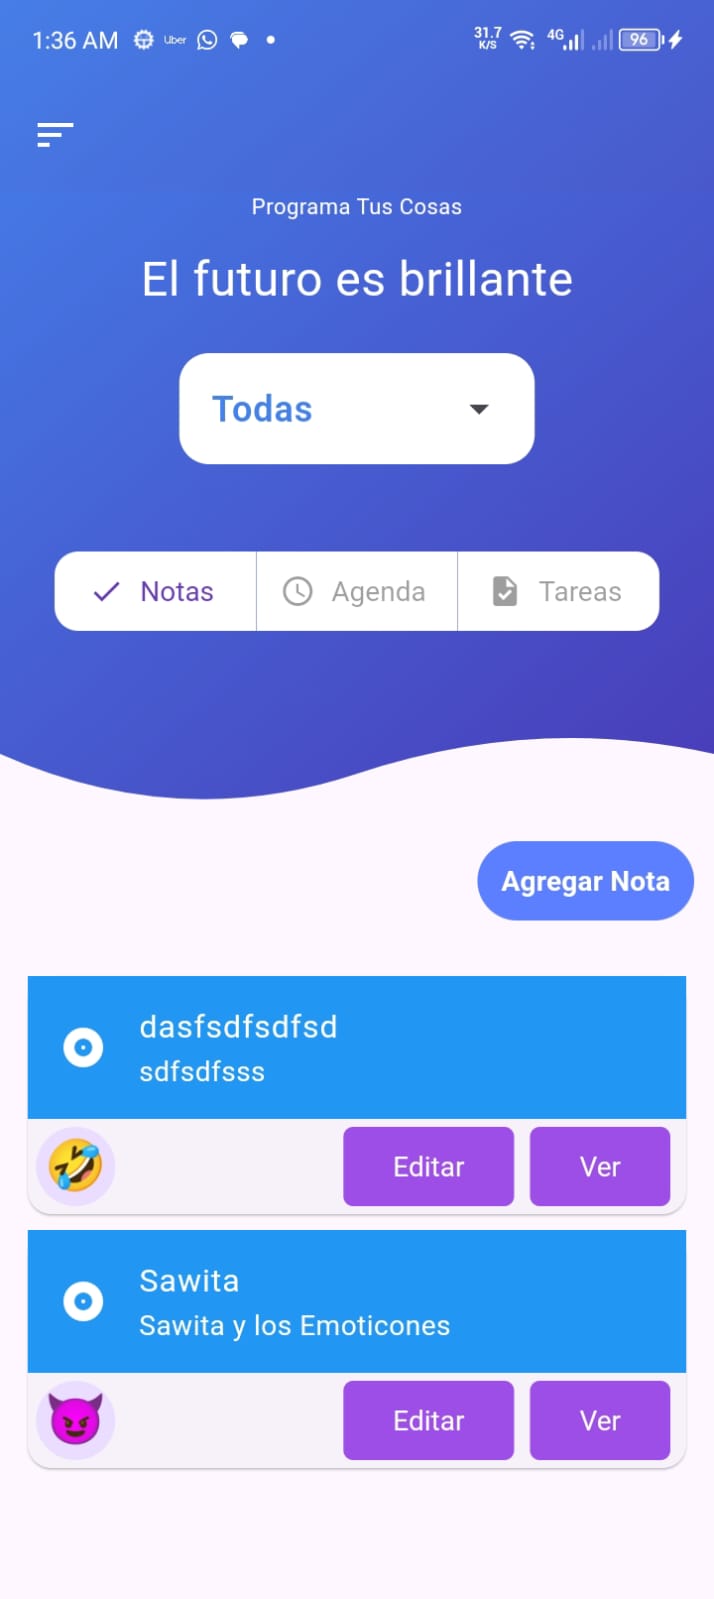 1:36 AM Uber 31.7 K/S 4G 96
Programa Tus Cosas
El futuro es brillante
Todas
Notas Agenda Tareas
Agregar Nota
dasfsdfsdfsd
sdfsdfsss
Editar Ver
Sawita
Sawita y los Emoticones
Editar Ver